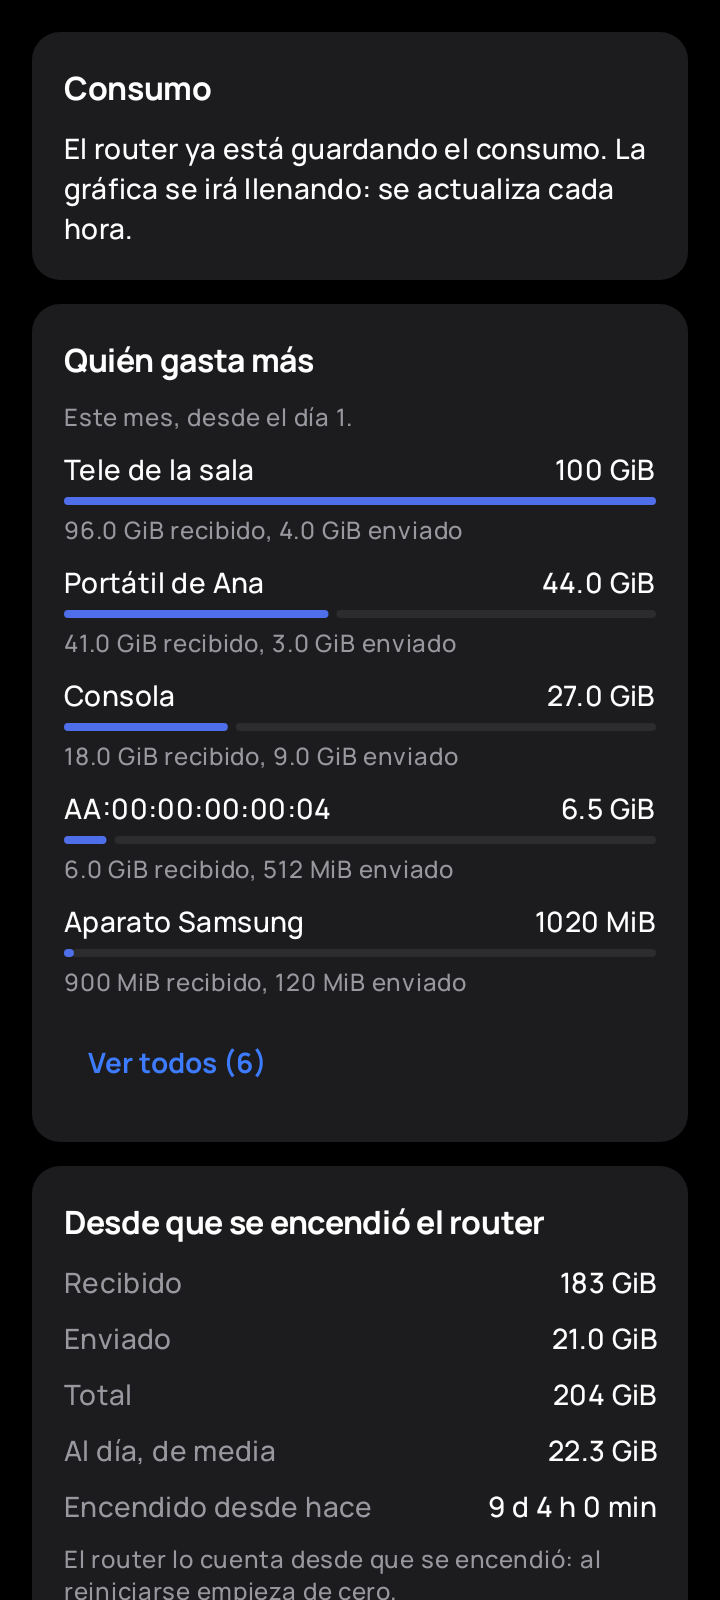 Consumo
El router ya está guardando el consumo. La
gráfica se irá llenando: se actualiza cada
hora.
Quién gasta más
Este mes, desde el día 1.
Tele de la sala 100 GiB
96.0 GiB recibido, 4.0 GiB enviado
Portátil de Ana 44.0 GiB
41.0 GiB recibido, 3.0 GiB enviado
Consola 27.0 GiB
18.0 GiB recibido, 9.0 GiB enviado
AA:00:00:00:00:04 6.5 GiB
6.0 GiB recibido, 512 MiB enviado
Aparato Samsung 1020 MiB
900 MiB recibido, 120 MiB enviado
Ver todos (6)
Desde que se encendió el router
Recibido 183 GiB
Enviado 21.0 GiB
Total 204 GiB
Al día, de media 22.3 GiB
Encendido desde hace 9 d 4 h 0 min
El router lo cuenta desde que se encendió: al
reiniciarse empieza de cero.